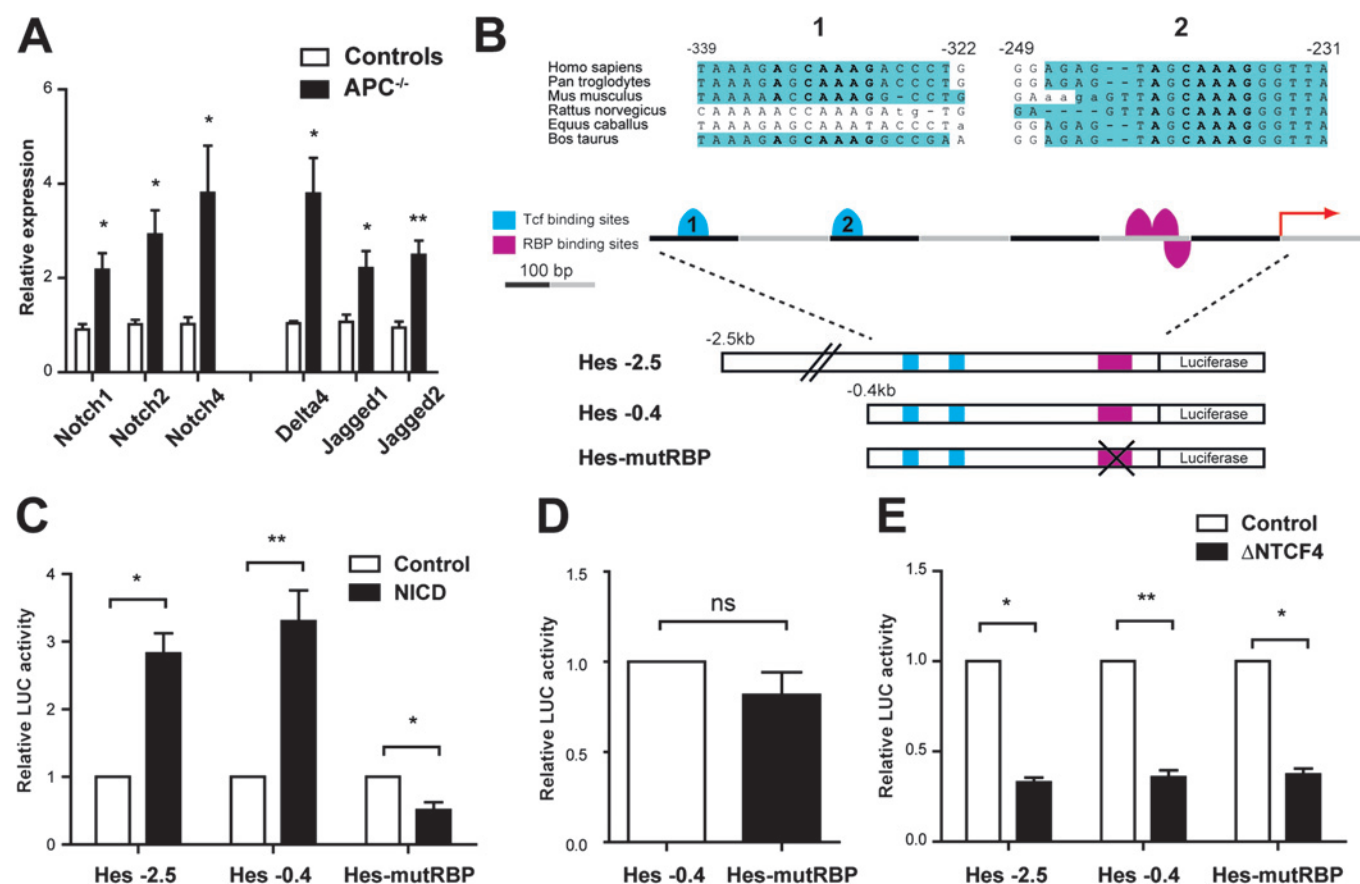 A
Controls
APC-/-
Relative expression
6
4
2
0
*
*
*
*
*
**
Notch1
Notch2
Notch4
Delta4
Jagged1
Jagged2
B
1
2
-339
-322
-249
-231
Homo sapiens TAAAGAGCAAAGACCCTG GGAGAG--TAGCAAAGGGTTA
Pan troglodytes TAAAGAGCAAAGACCCTG GGAGAG--TAGCAAAGGGTTA
Mus musculus TAAAAACCAAAGG-CCTG GAaagaGTTAGCAAAGGGTTA
Rattus norvegicus CAAAAACCAAAGAtg-TG GA----GTTAGCAAAGGGTTA
Equus caballus TAAAGAGCAAATACCCTa GGAGAG--TAGCAAAGGGTTA
Bos taurus TAAAGAGCAAAGGCCGAA GGAGAG--TAGCAAAGGGTTA
Tcf binding sites
RBP binding sites
1
2
100 bp
-2.5kb
Hes -2.5
Luciferase
-0.4kb
Hes -0.4
Luciferase
Hes-mutRBP
Luciferase
C
Control
NICD
Relative LUC activity
4
3
2
1
0
*
**
*
Hes -2.5
Hes -0.4
Hes-mutRBP
D
Relative LUC activity
1.5
1.0
0.5
0.0
ns
Hes -0.4
Hes-mutRBP
E
Control
ΔNTCF4
Relative LUC activity
1.5
1.0
0.5
0.0
*
**
*
Hes -2.5
Hes -0.4
Hes-mutRBP